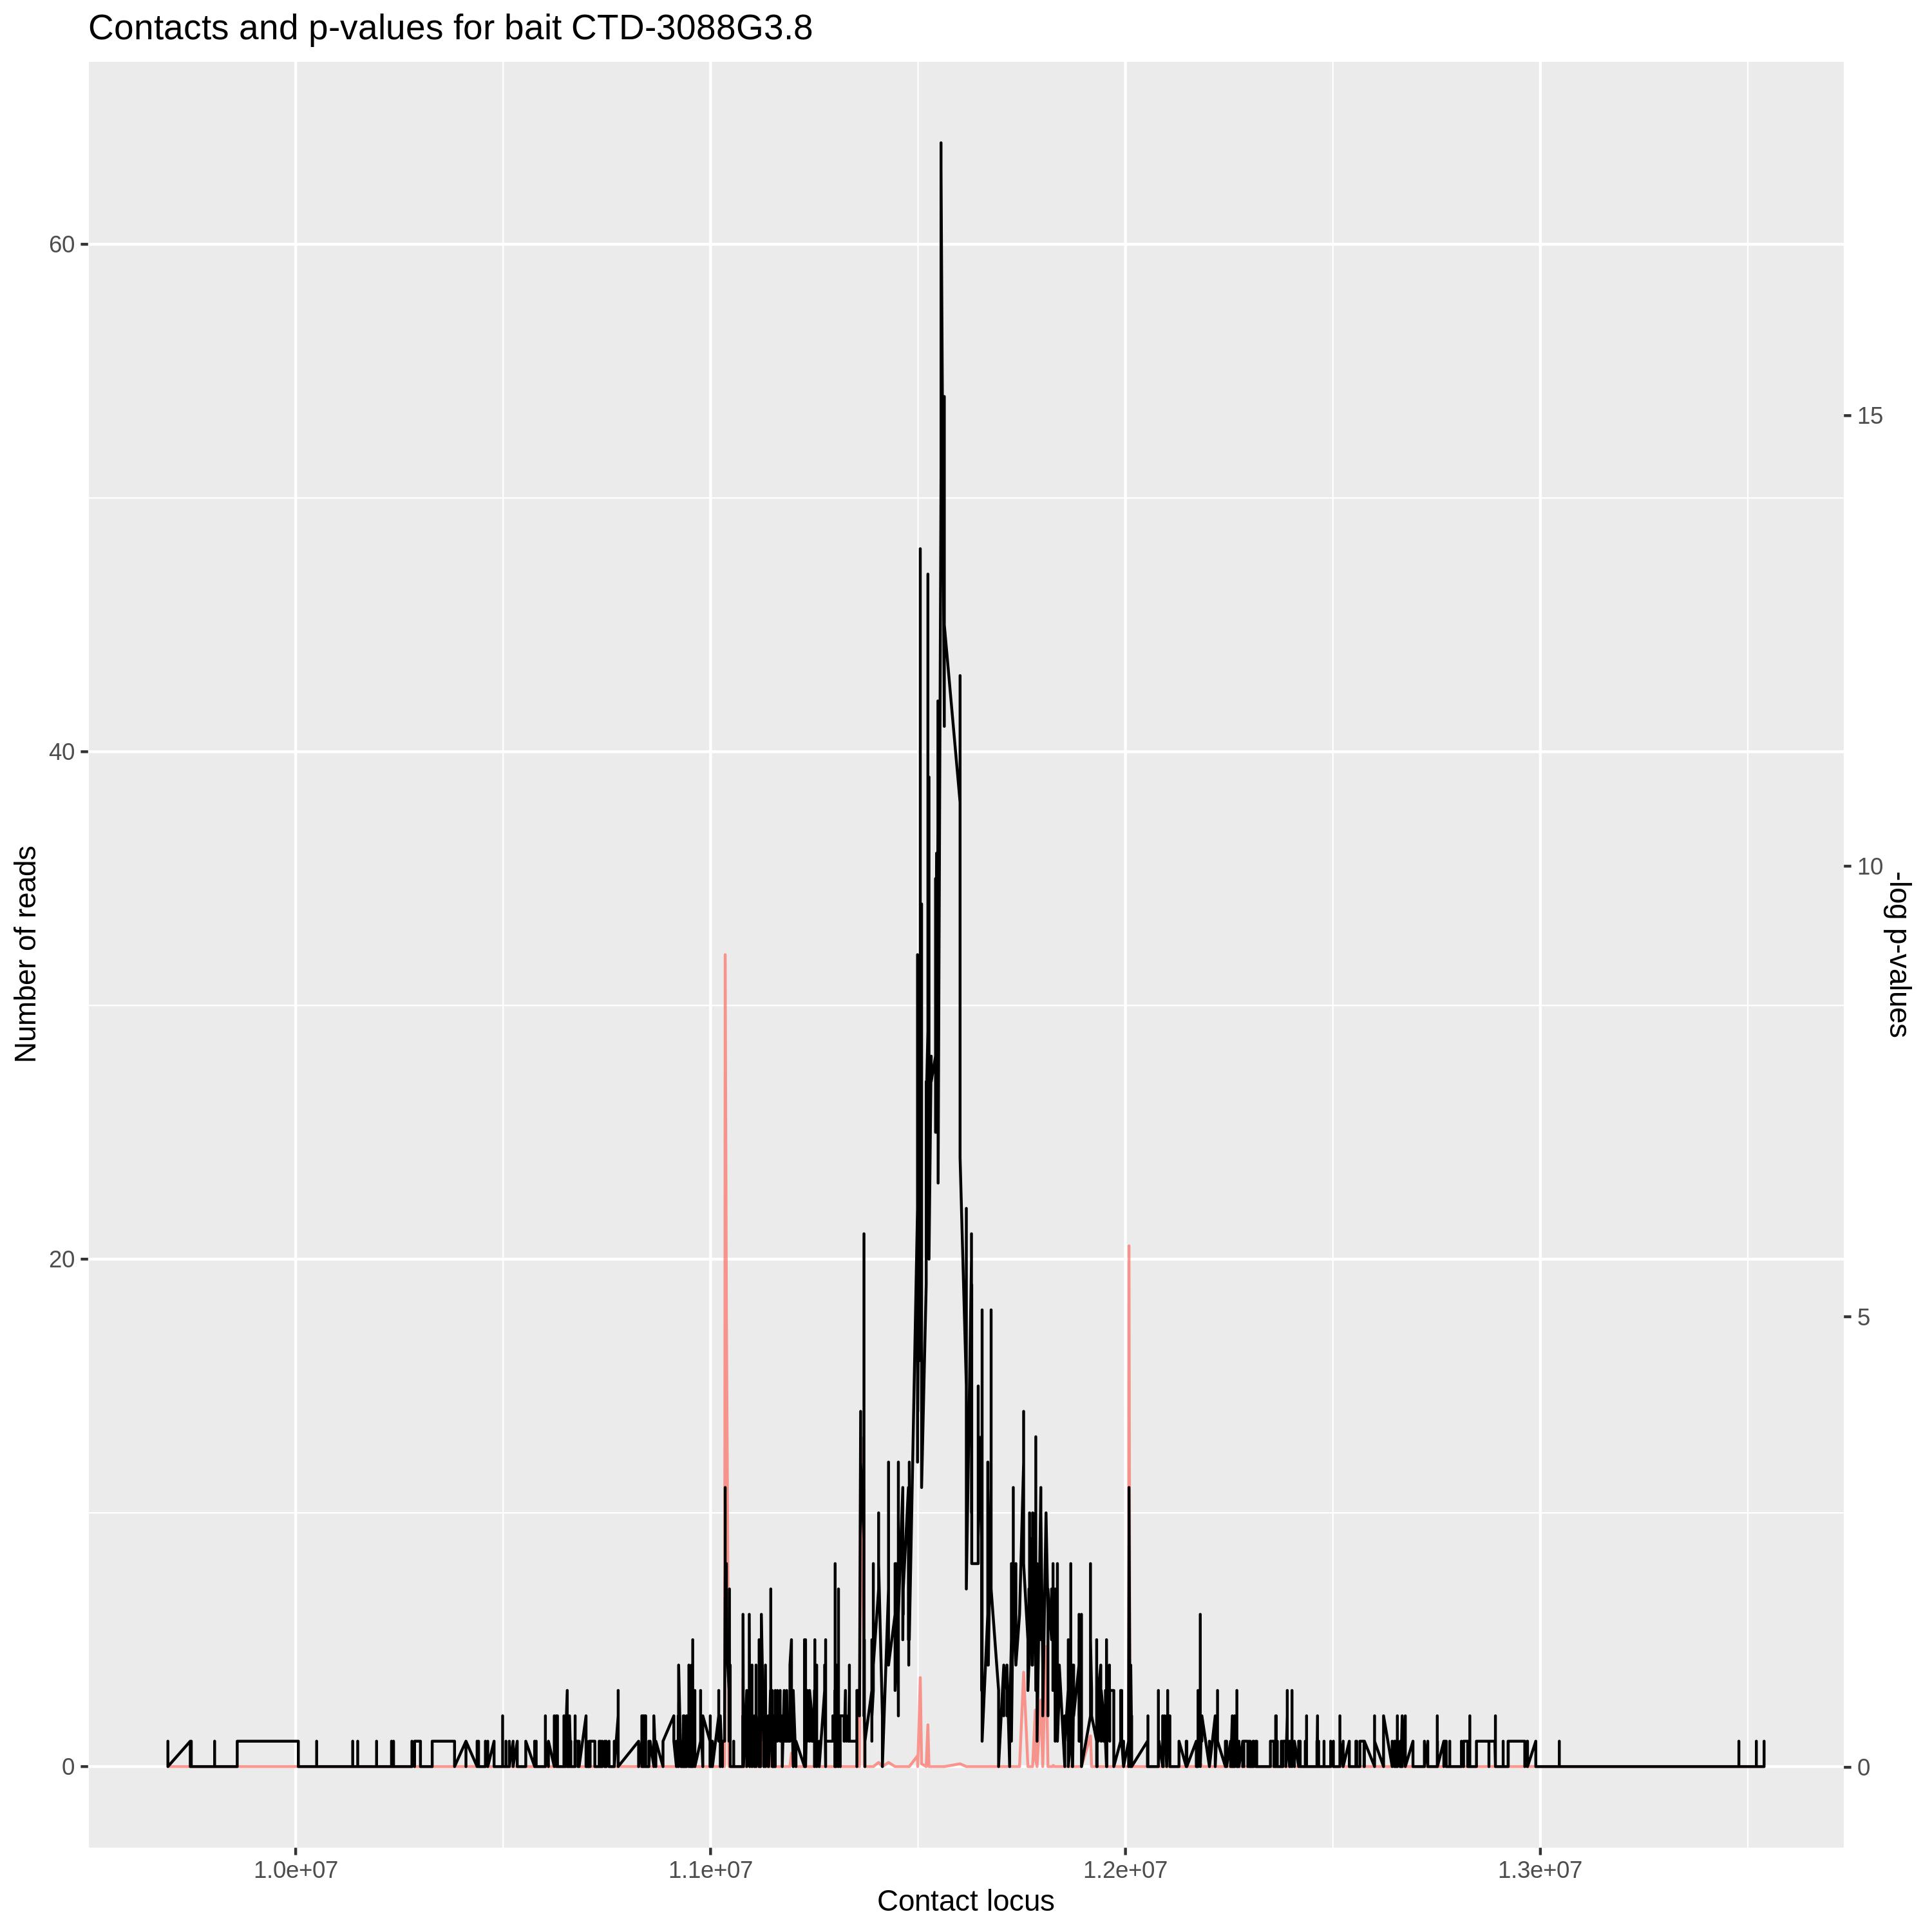 Contacts and p-values for bait CTD-3088G3.8
60
40
20
0
Number of reads
15
10
5
0
-log p-values
1.0e+07
1.1e+07
1.2e+07
1.3e+07
Contact locus